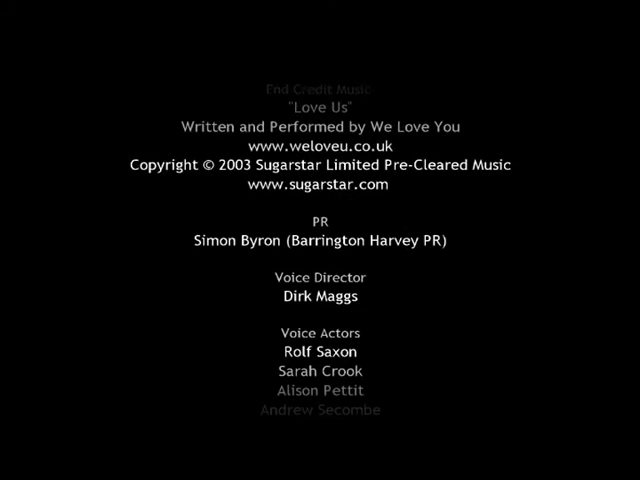 End Credit Music
"Love Us"
Written and Performed by We Love You
www.weloveu.co.uk
Copyright © 2003 Sugarstar Limited Pre-Cleared Music
www.sugarstar.com
PR
Simon Byron (Barrington Harvey PR)
Voice Director
Dirk Maggs
Voice Actors
Rolf Saxon
Sarah Crook
Alison Pettit
Andrew Secombe